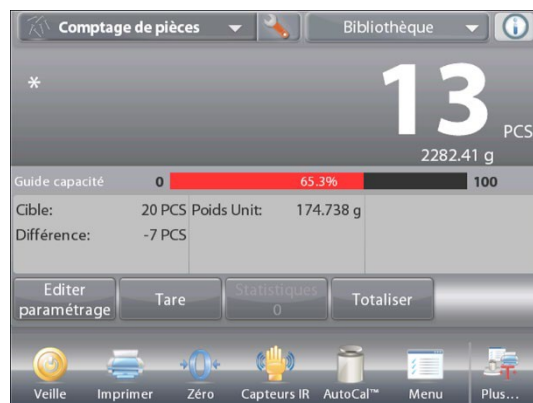 Comptage de pièces
Bibliothèque
*
13 PCS
2282.41 g
Guide capacité 0 65.3% 100
Cible: 20 PCS Poids Unit: 174.738 g
Différence: -7 PCS
Editer paramétrage
Tare
Statistiques
0
Totaliser
Veille Imprimer Zéro Capteurs IR AutoCal™ Menu Plus...